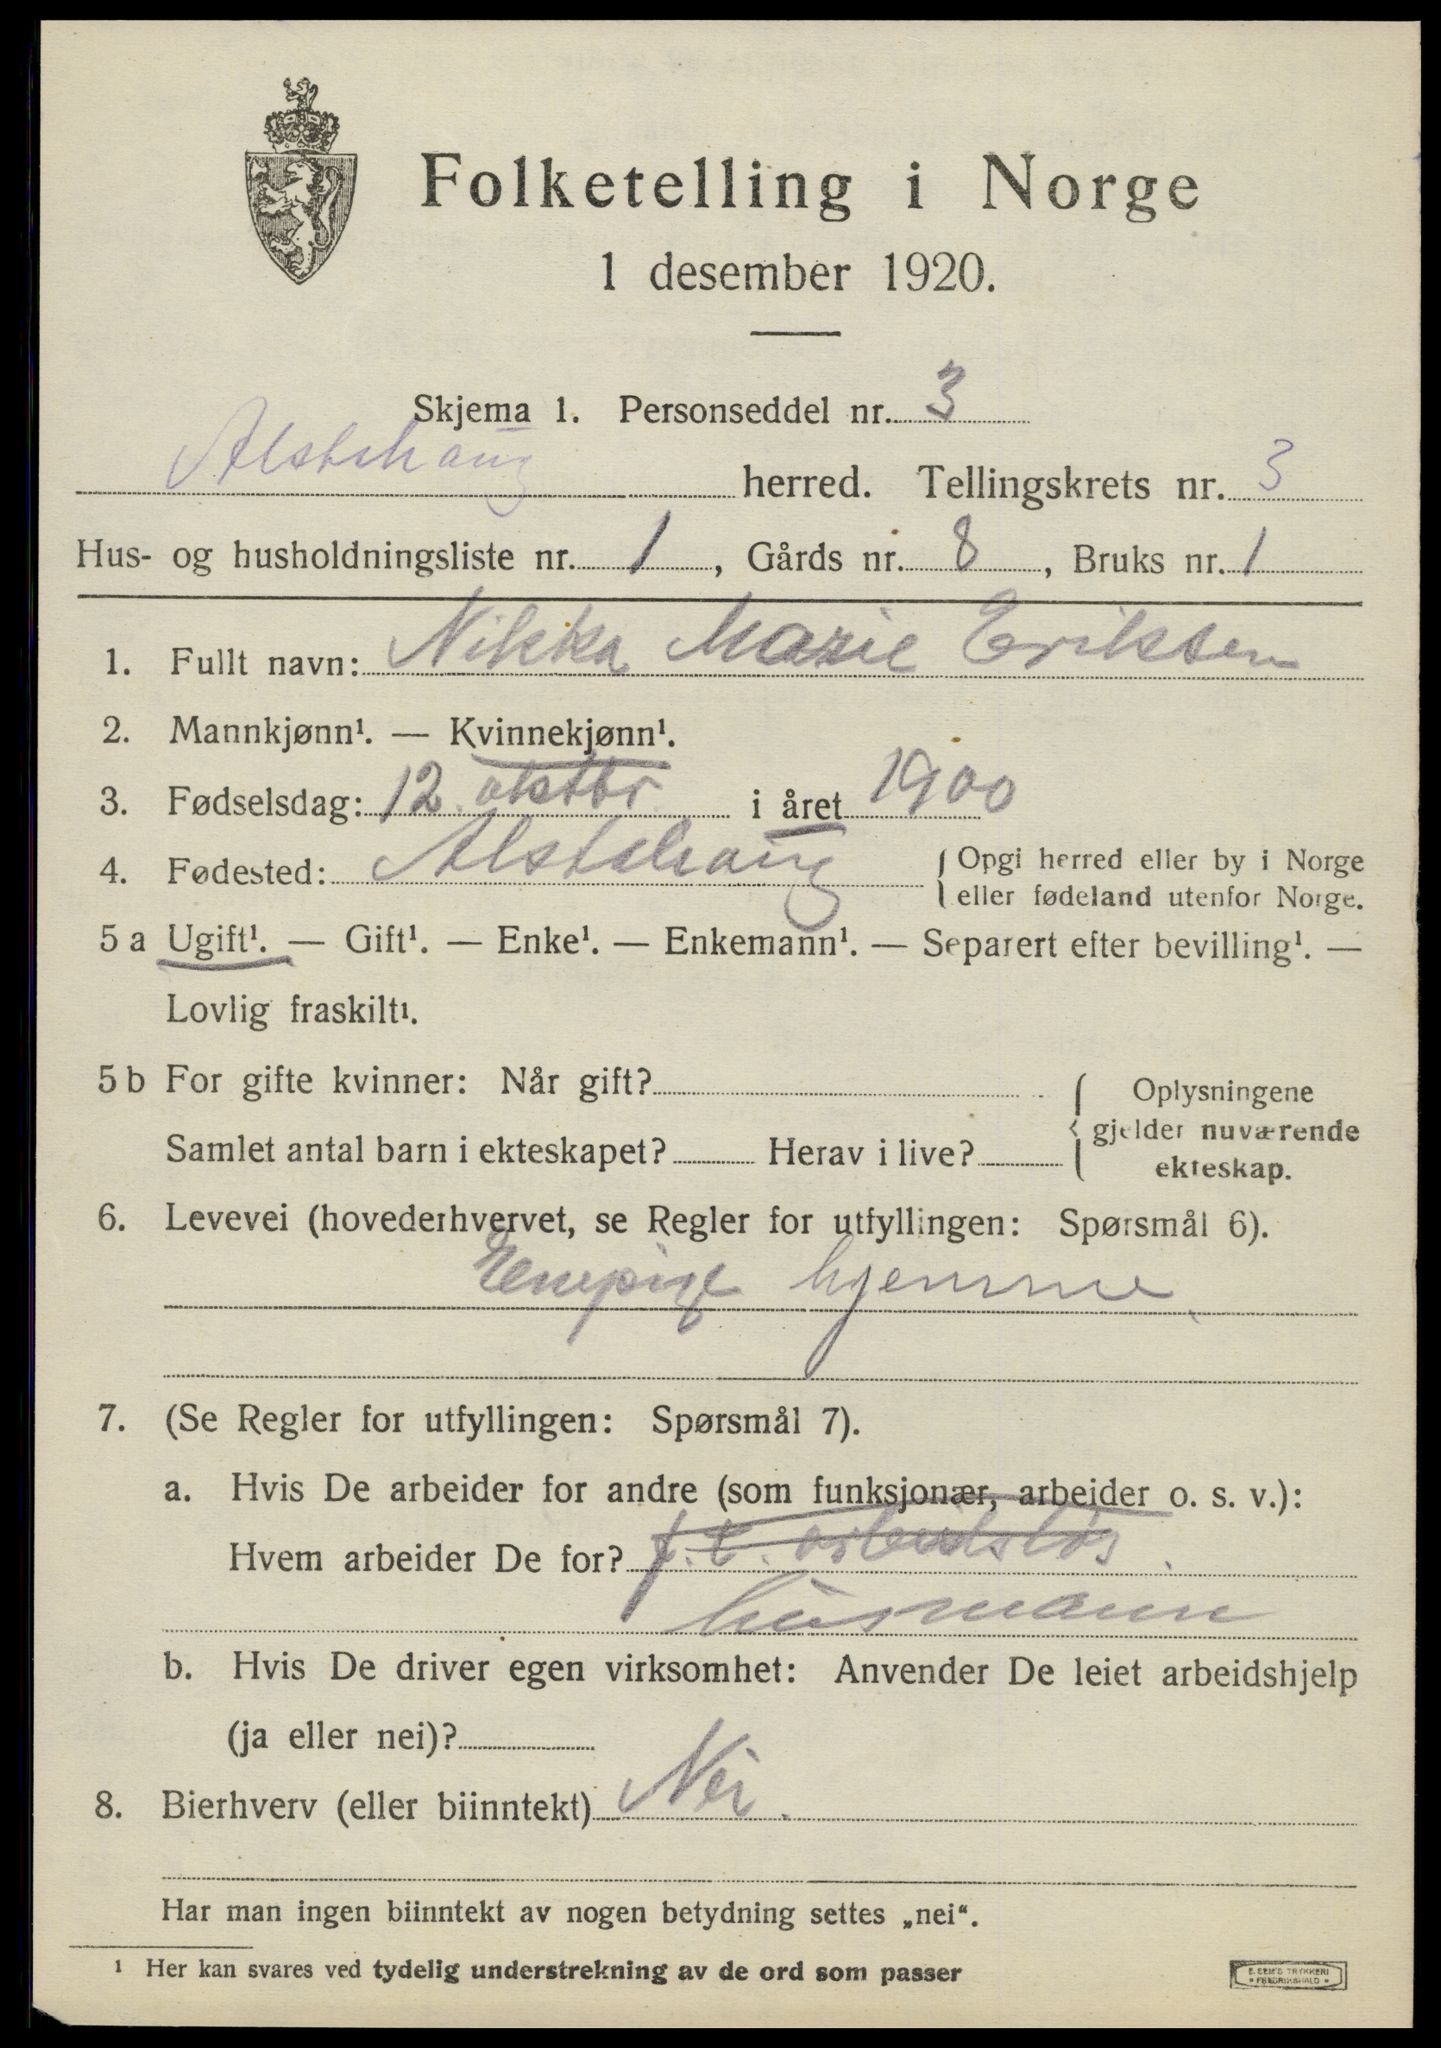 Folketelling i Norge
1 desember 1920.
Skjema 1. Personseddel nr. 3
Alstahaug herred. Tellingskrets nr. 3
Hus- og husholdningsliste nr. 1, Gårds nr. 8, Bruks nr. 1
1. Fullt navn: Nikka Marie Eriksen
2. Mannkjønn¹. — Kvinnekjønn¹.
3. Fødselsdag: 12 oktbr i året 1900
4. Fødested: Alstahaug { Opgi herred eller by i Norge
eller fødeland utenfor Norge.
5 a Ugift¹. — Gift¹. — Enke¹. — Enkemann¹. — Separert efter bevilling¹. —
Lovlig fraskilt¹.
5 b For gifte kvinner: Når gift?
Samlet antal barn i ekteskapet? Herav i live?
{ Oplysningene
gjelder nuværende
ekteskap.
6. Levevei (hovederhvervet, se Regler for utfyllingen: Spørsmål 6).
hjemme
7. (Se Regler for utfyllingen: Spørsmål 7).
a. Hvis De arbeider for andre (som funksjonær, arbeider o. s. v.):
Hvem arbeider De for? f. t. arbeidsløs.
husmann
b. Hvis De driver egen virksomhet: Anvender De leiet arbeidshjelp
(ja eller nei)?
8. Bierhverv (eller biinntekt) Nei.
Har man ingen biinntekt av nogen betydning settes „nei“.
¹ Her kan svares ved tydelig understrekning av de ord som passer
E. SEM'S TRYKKERI
• FREDRIKSHALD •